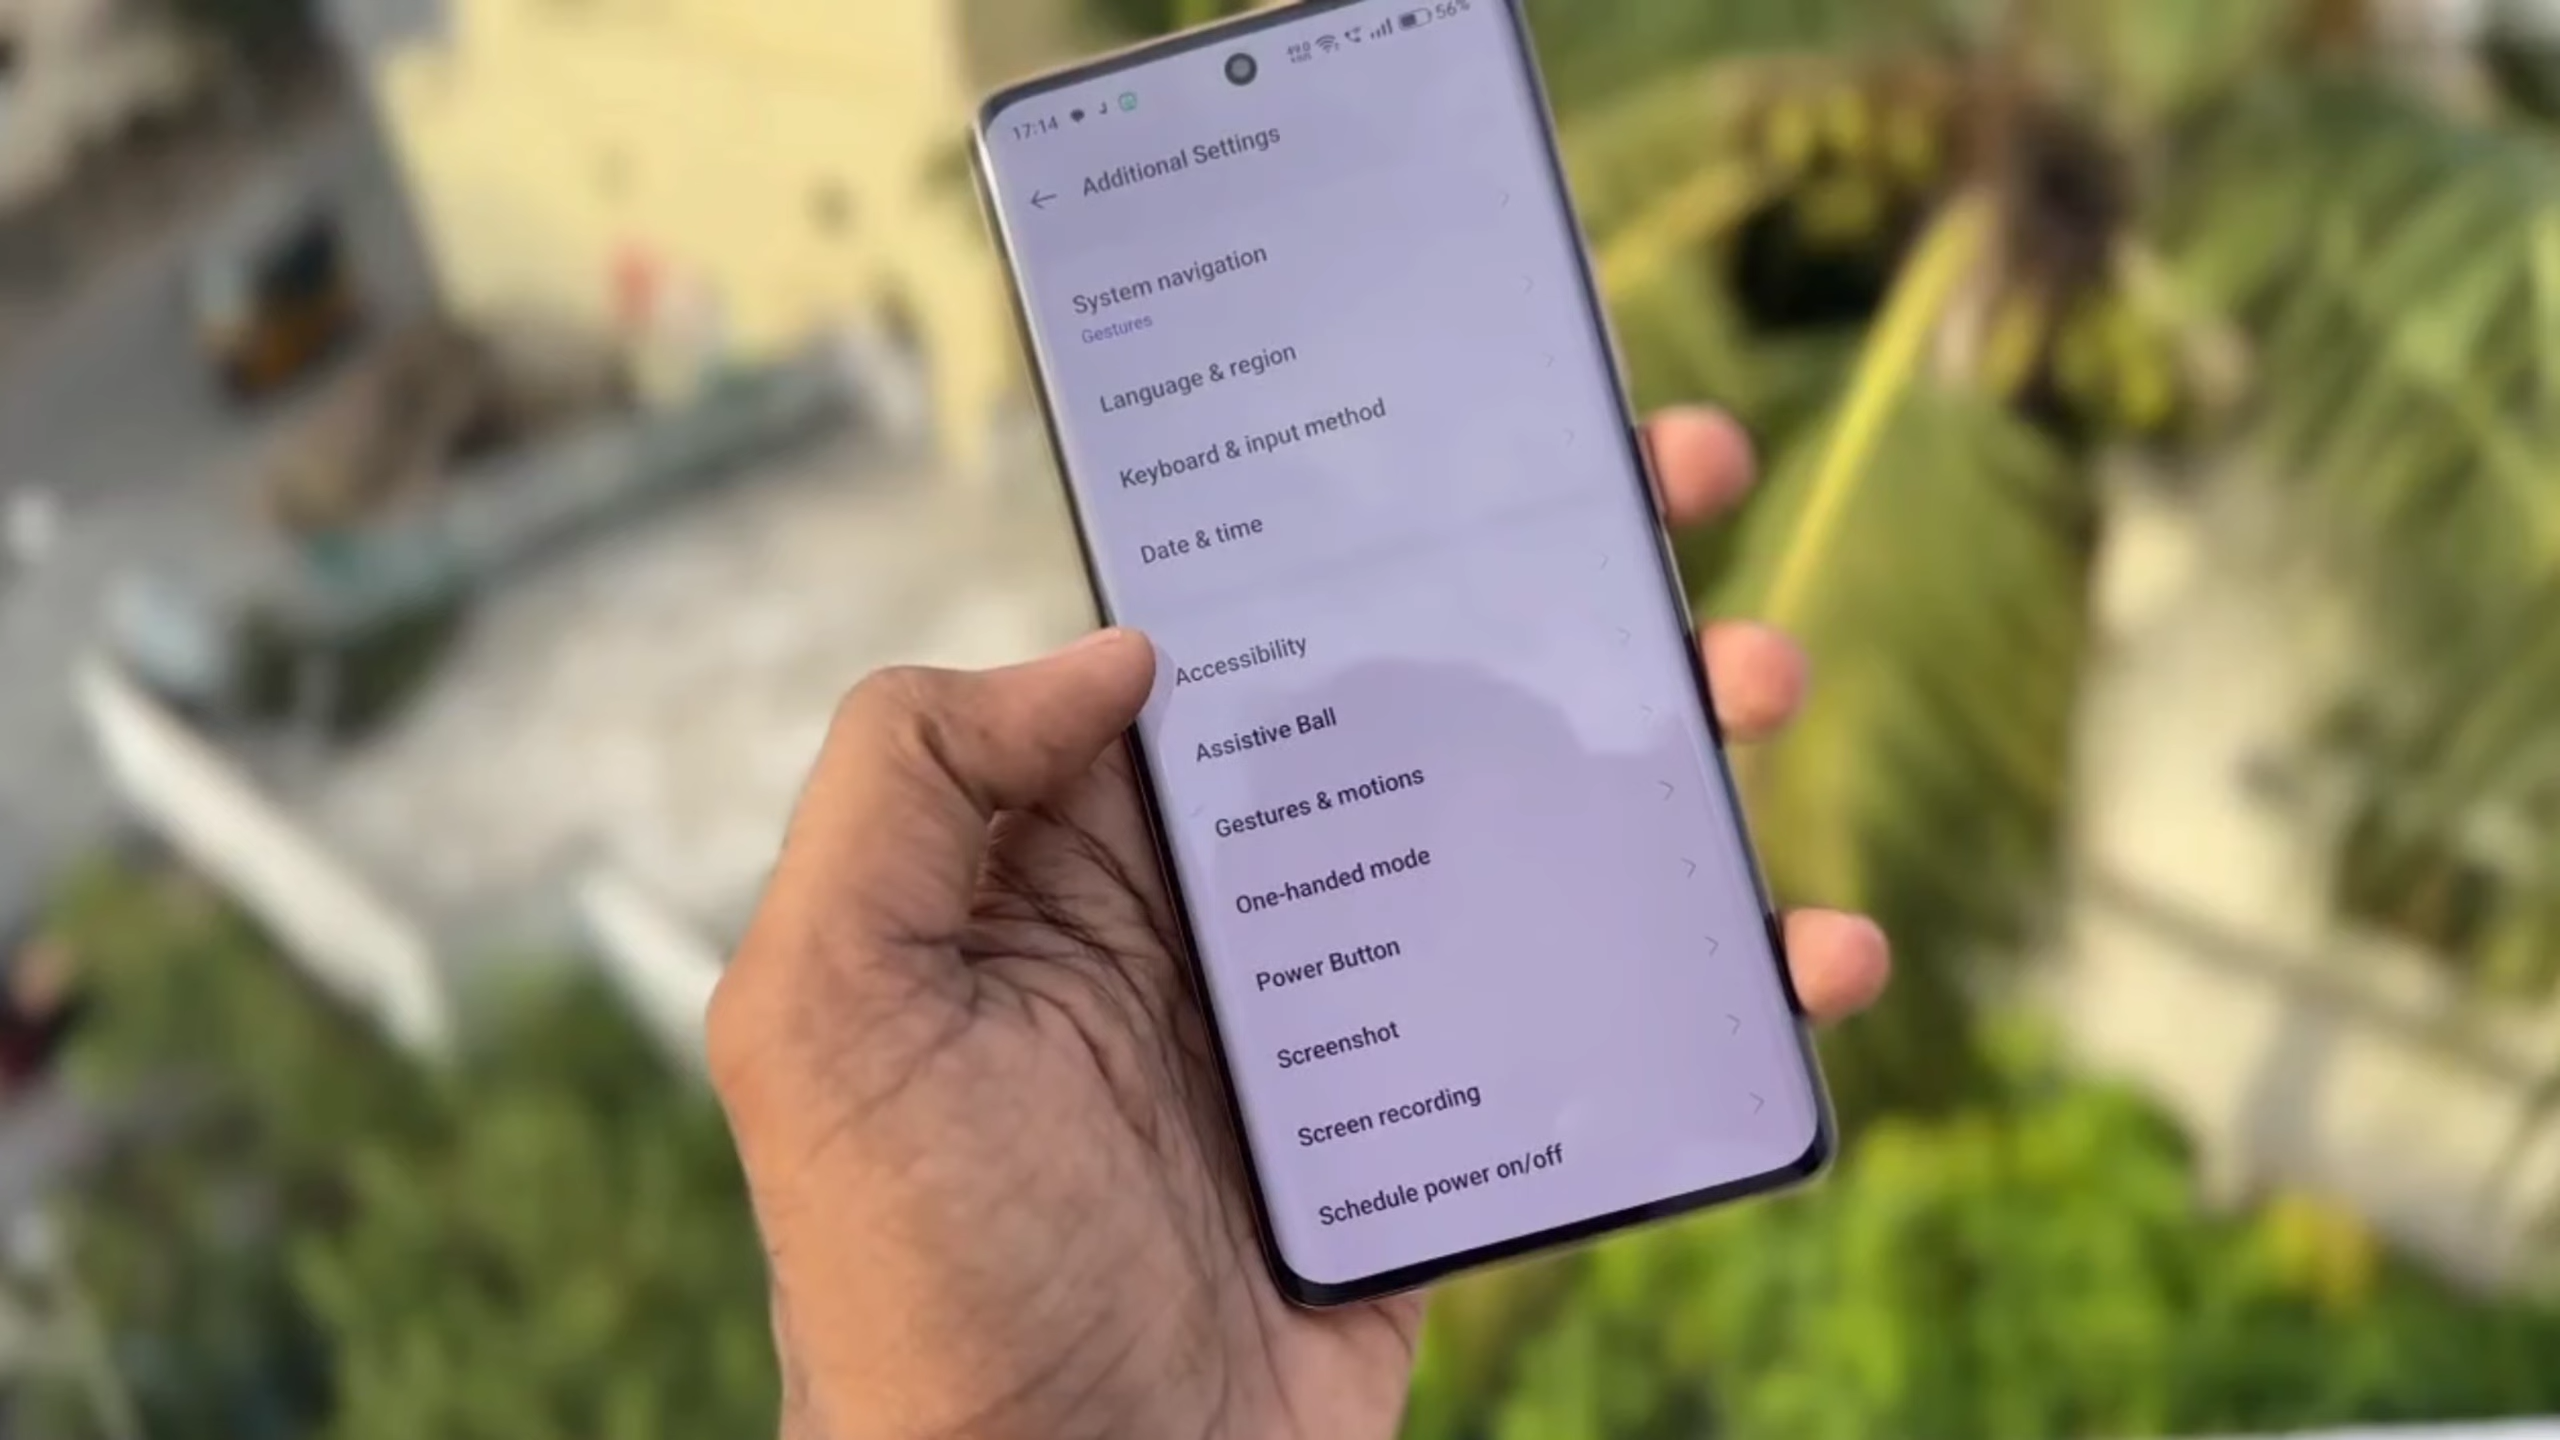 17:14 56%
Additional Settings
System navigation
Gestures
Language & region
Keyboard & input method
Date & time
Accessibility
Assistive Ball
Gestures & motions
One-handed mode
Power Button
Screenshot
Screen recording
Schedule power on/off